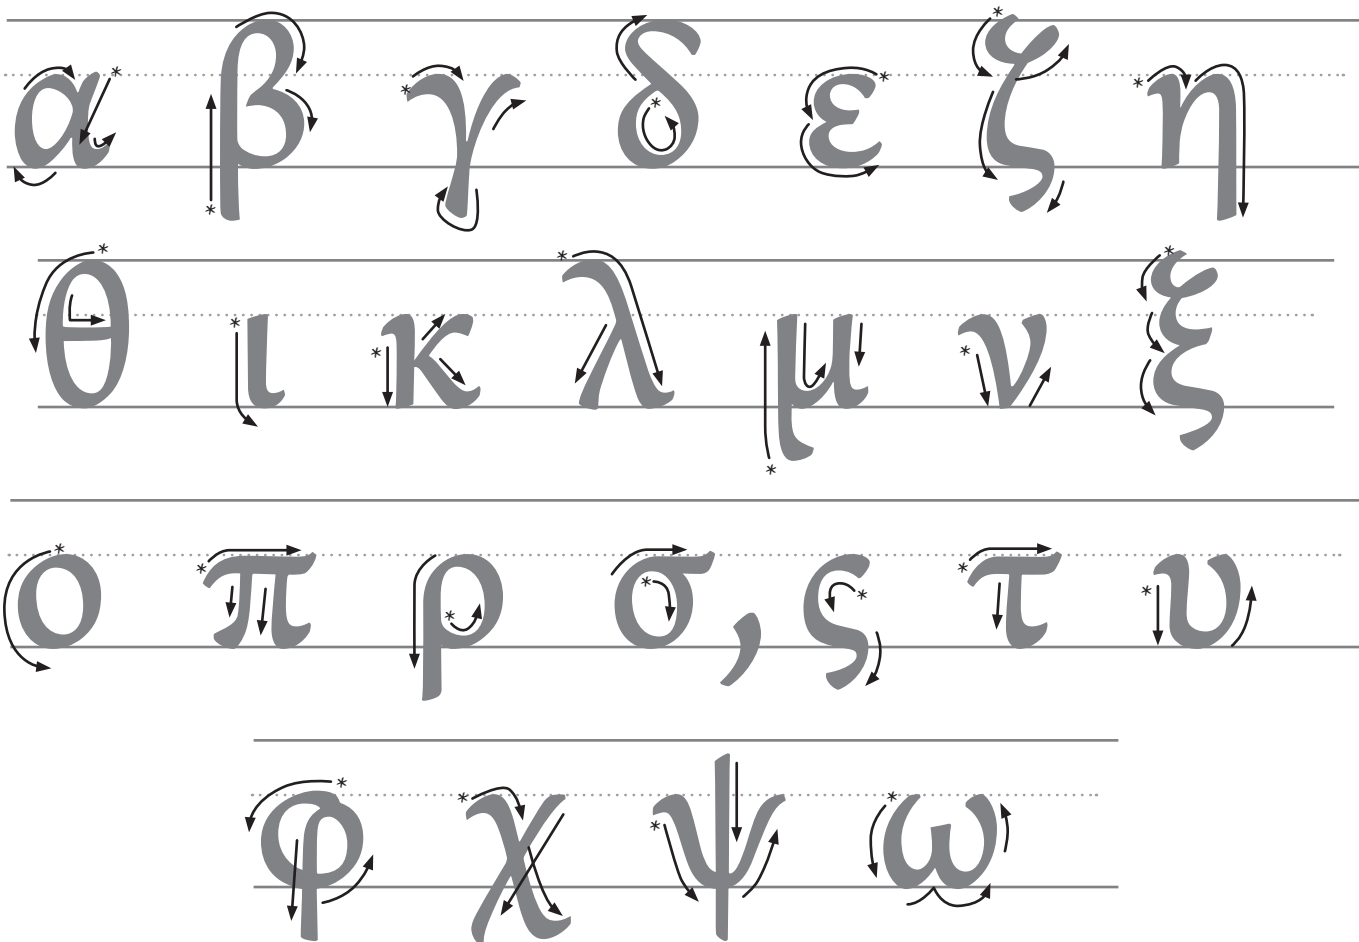 α β γ δ ε ζ η
θ ι κ λ μ ν ξ
ο π ρ σ, ς τ υ
φ χ ψ ω